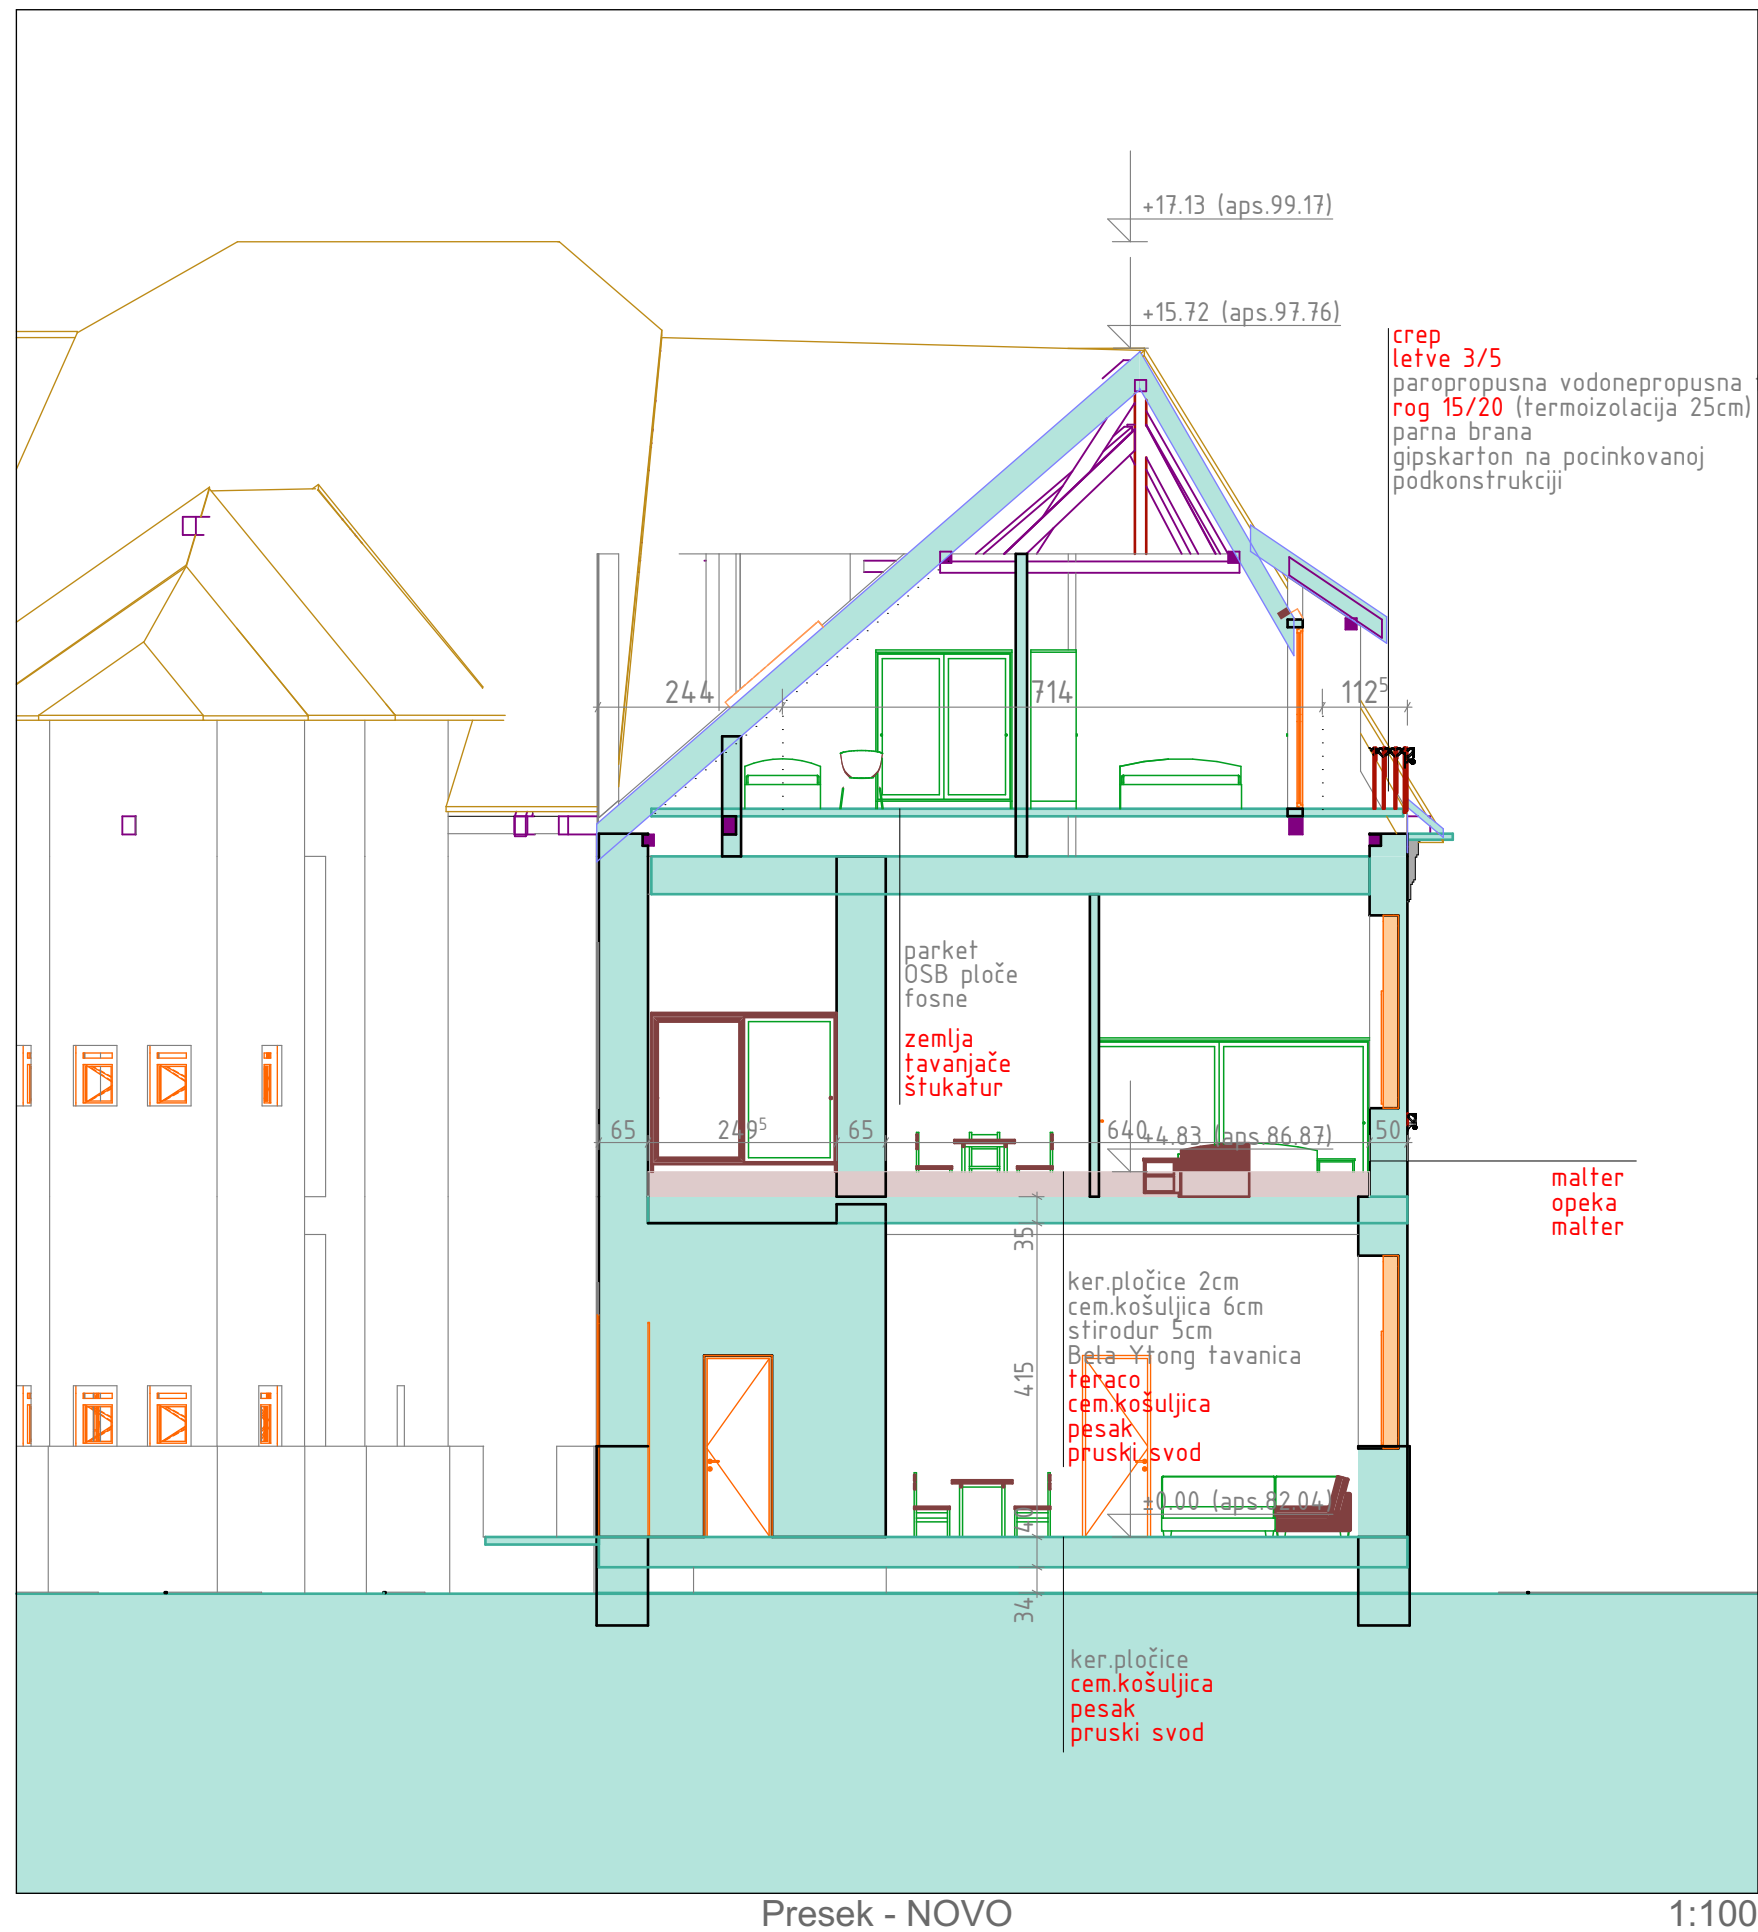 +17.13 (aps.99.17)
+15.72 (aps.97.76)
crep
letve 3/5
paropropusna vodonepropusna
rog 15/20 (termoizolacija 25cm)
parna brana
gipskarton na pocinkovanoj
podkonstrukciji
244
714
112⁵
parket
OSB ploče
fosne
zemlja
tavanjače
štukatur
65
249⁵
65
640
+4.83 (aps.86.87)
50
malter
opeka
malter
35
ker.pločice 2cm
cem.košuljica 6cm
stirodur 5cm
Bela Ytong tavanica
teraco
cem.košuljica
pesak
pruski svod
415
±0.00 (aps.82.04)
40
34
ker.pločice
cem.košuljica
pesak
pruski svod
Presek - NOVO
1:100